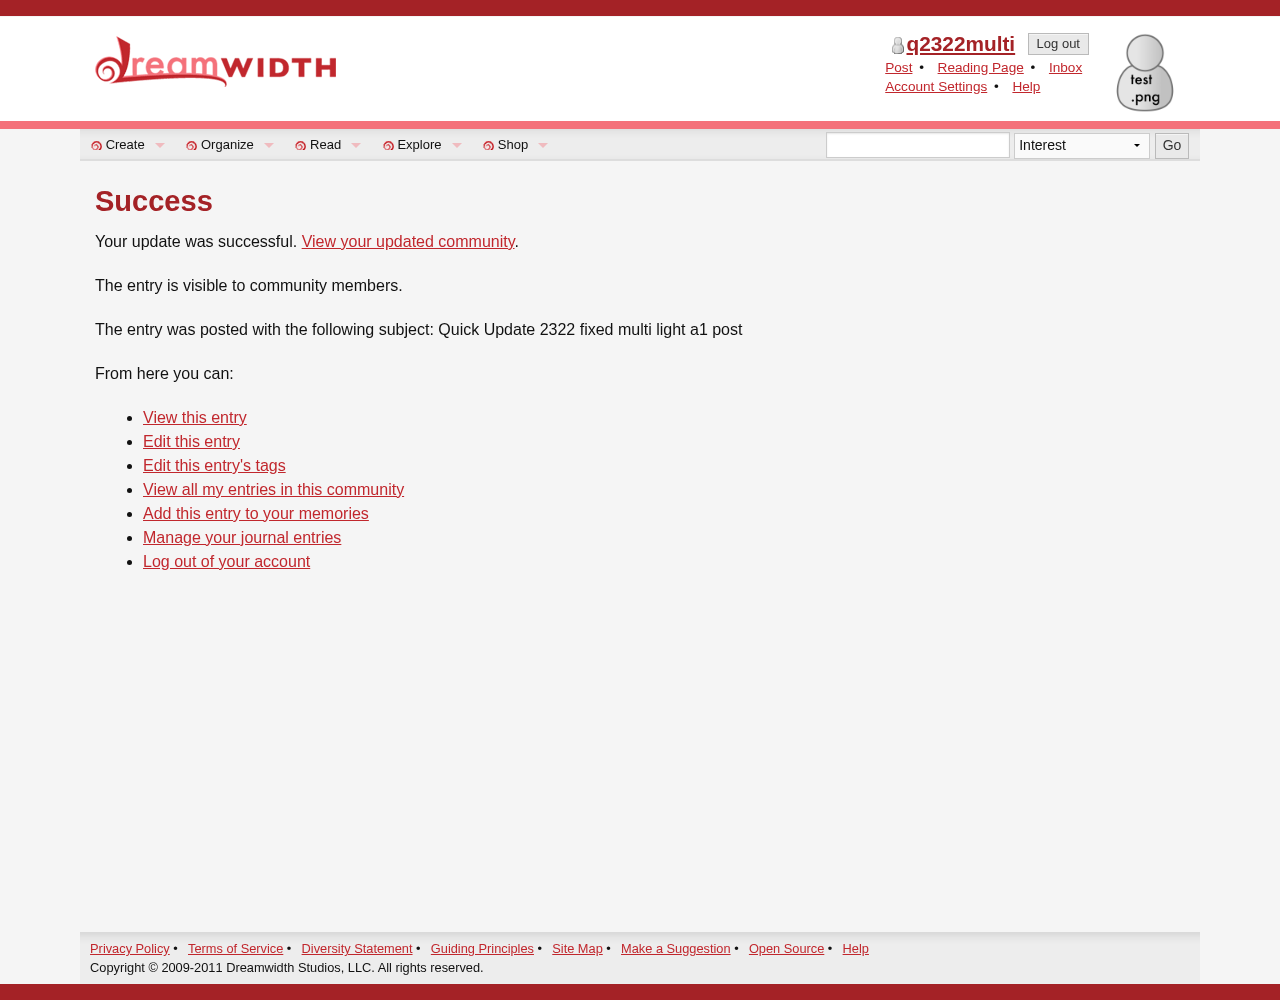 dreamWIDTH
q2322multi Log out
Post • Reading Page • Inbox
Account Settings • Help
test
.png
Create Organize Read Explore Shop Interest Go
Success
Your update was successful. View your updated community.
The entry is visible to community members.
The entry was posted with the following subject: Quick Update 2322 fixed multi light a1 post
From here you can:
• View this entry
• Edit this entry
• Edit this entry's tags
• View all my entries in this community
• Add this entry to your memories
• Manage your journal entries
• Log out of your account
Privacy Policy • Terms of Service • Diversity Statement • Guiding Principles • Site Map • Make a Suggestion • Open Source • Help
Copyright © 2009-2011 Dreamwidth Studios, LLC. All rights reserved.